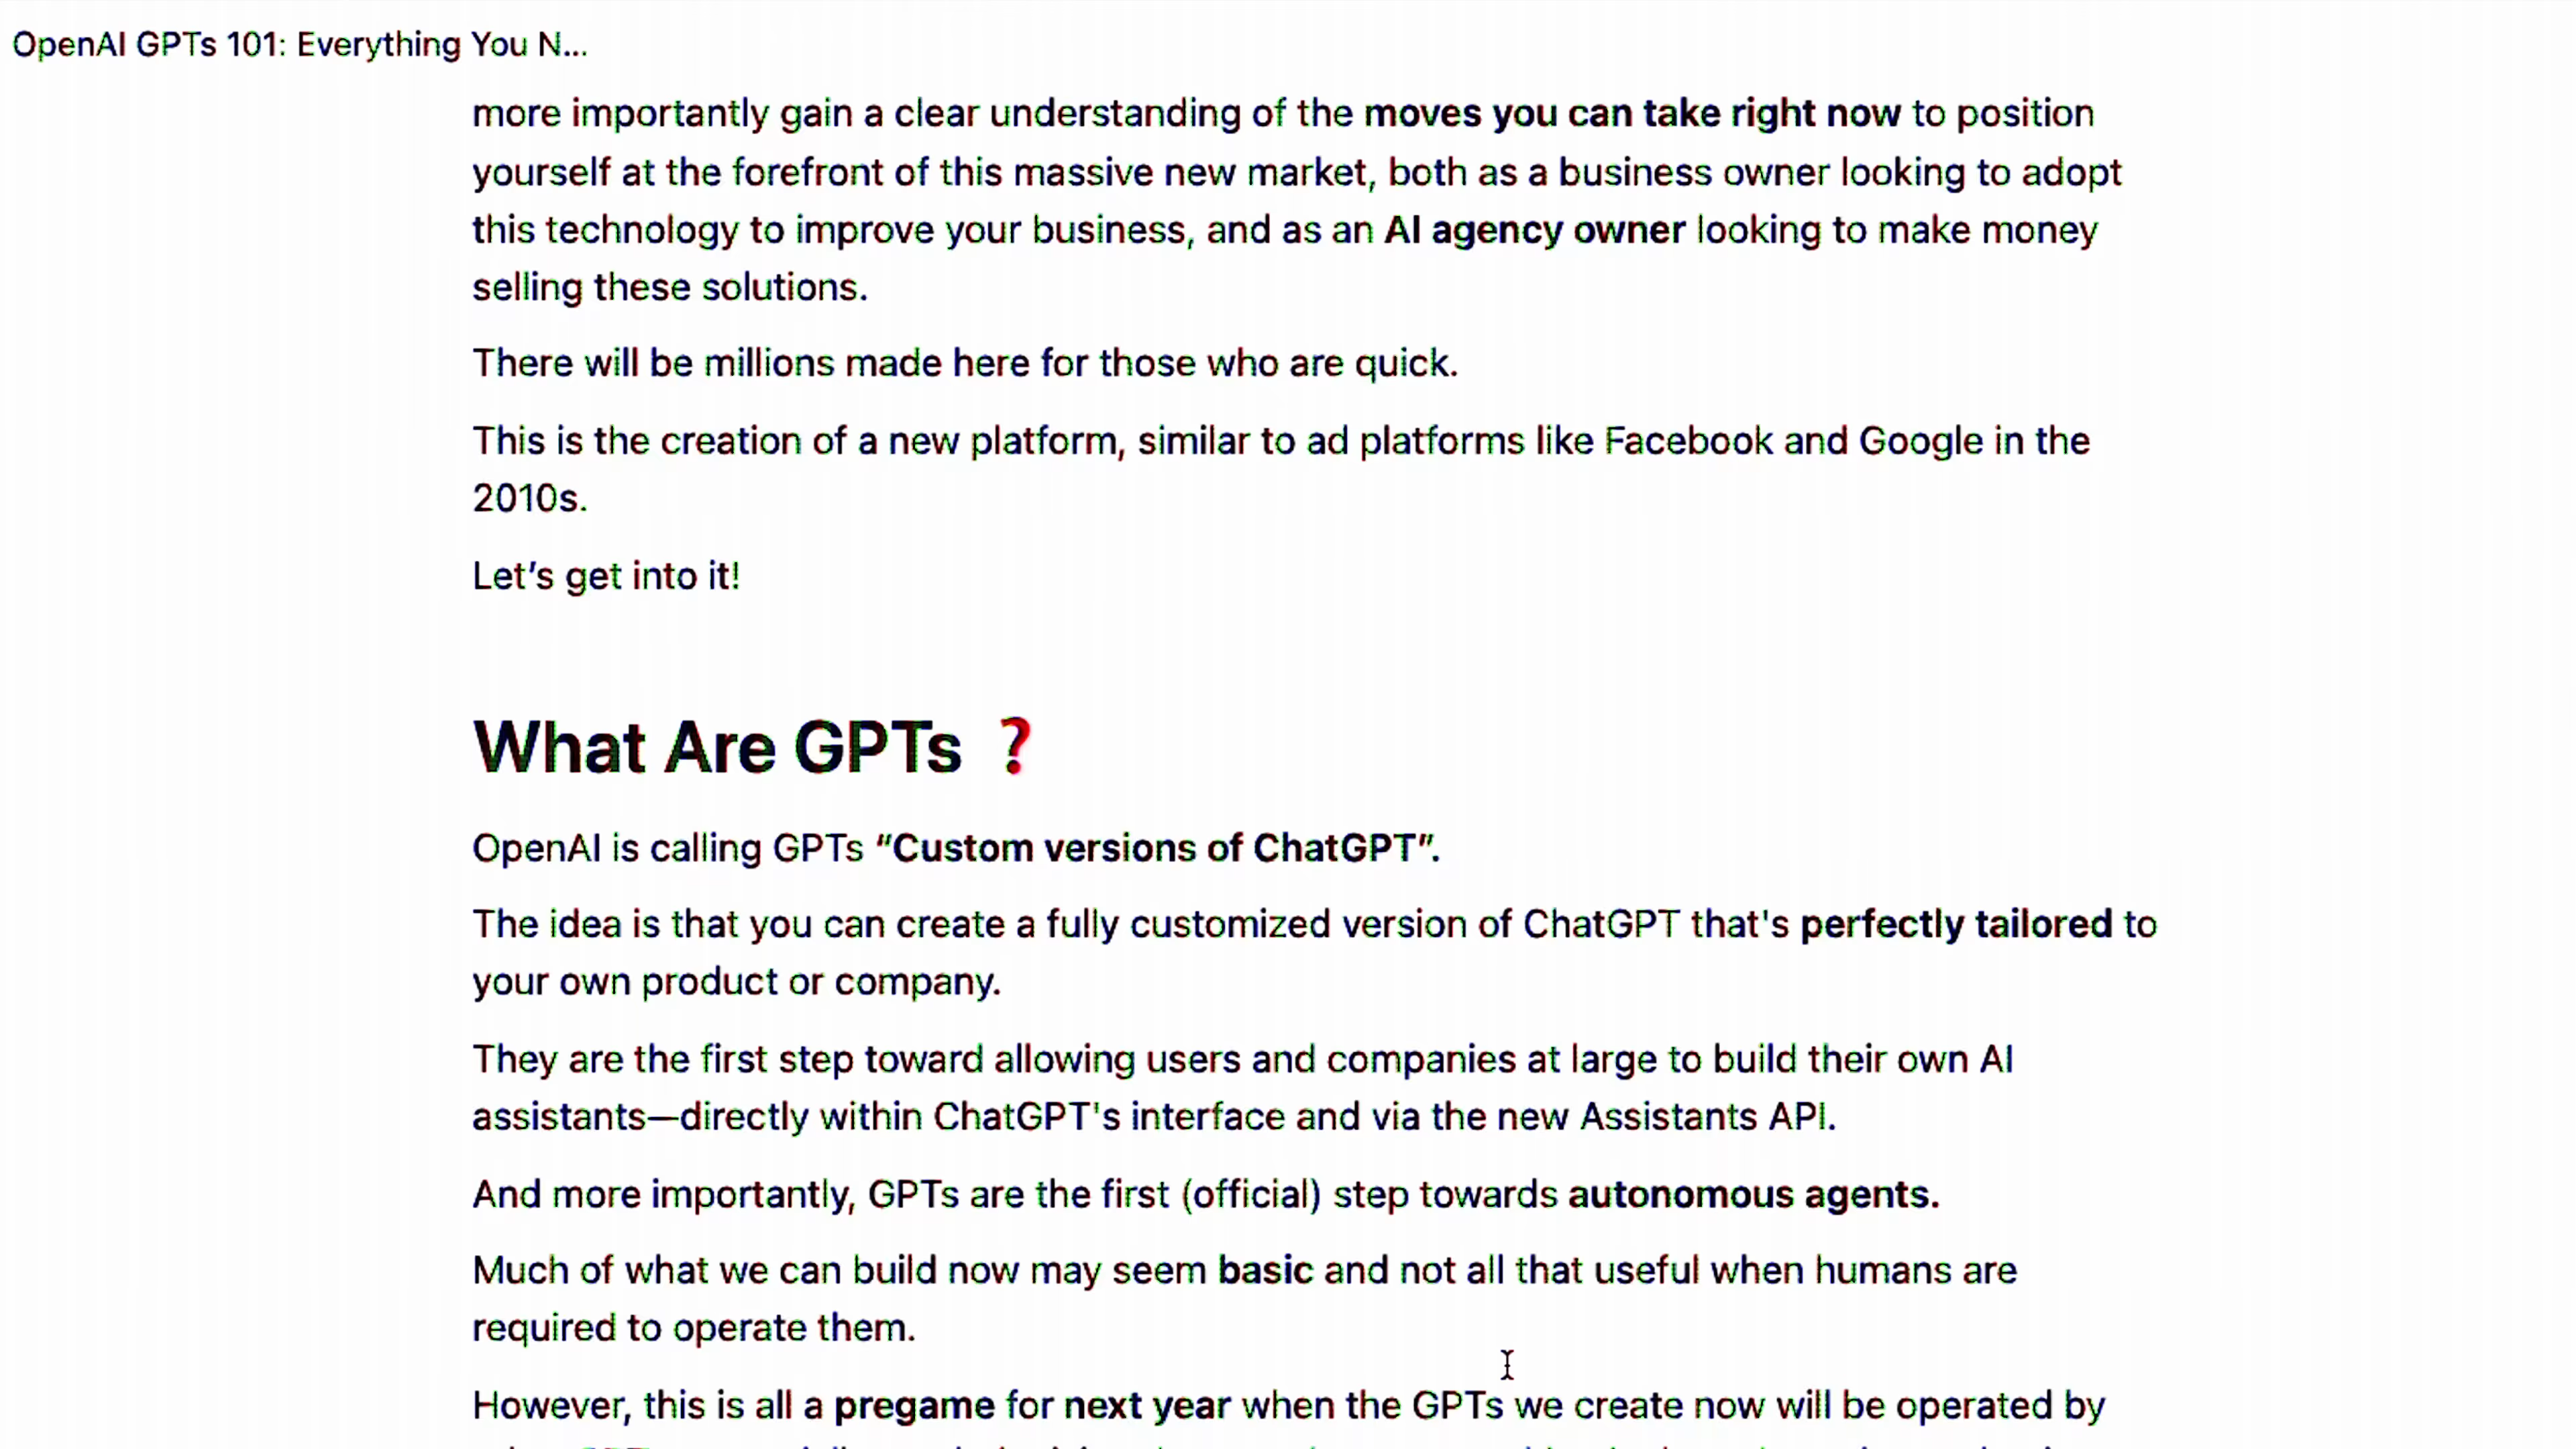 OpenAI GPTs 101: Everything You N...
more importantly gain a clear understanding of the moves you can take right now to position
yourself at the forefront of this massive new market, both as a business owner looking to adopt
this technology to improve your business, and as an AI agency owner looking to make money
selling these solutions.
There will be millions made here for those who are quick.
This is the creation of a new platform, similar to ad platforms like Facebook and Google in the
2010s.
Let’s get into it!
What Are GPTs ❓
OpenAI is calling GPTs “Custom versions of ChatGPT”.
The idea is that you can create a fully customized version of ChatGPT that's perfectly tailored to
your own product or company.
They are the first step toward allowing users and companies at large to build their own AI
assistants—directly within ChatGPT's interface and via the new Assistants API.
And more importantly, GPTs are the first (official) step towards autonomous agents.
Much of what we can build now may seem basic and not all that useful when humans are
required to operate them.
However, this is all a pregame for next year when the GPTs we create now will be operated by